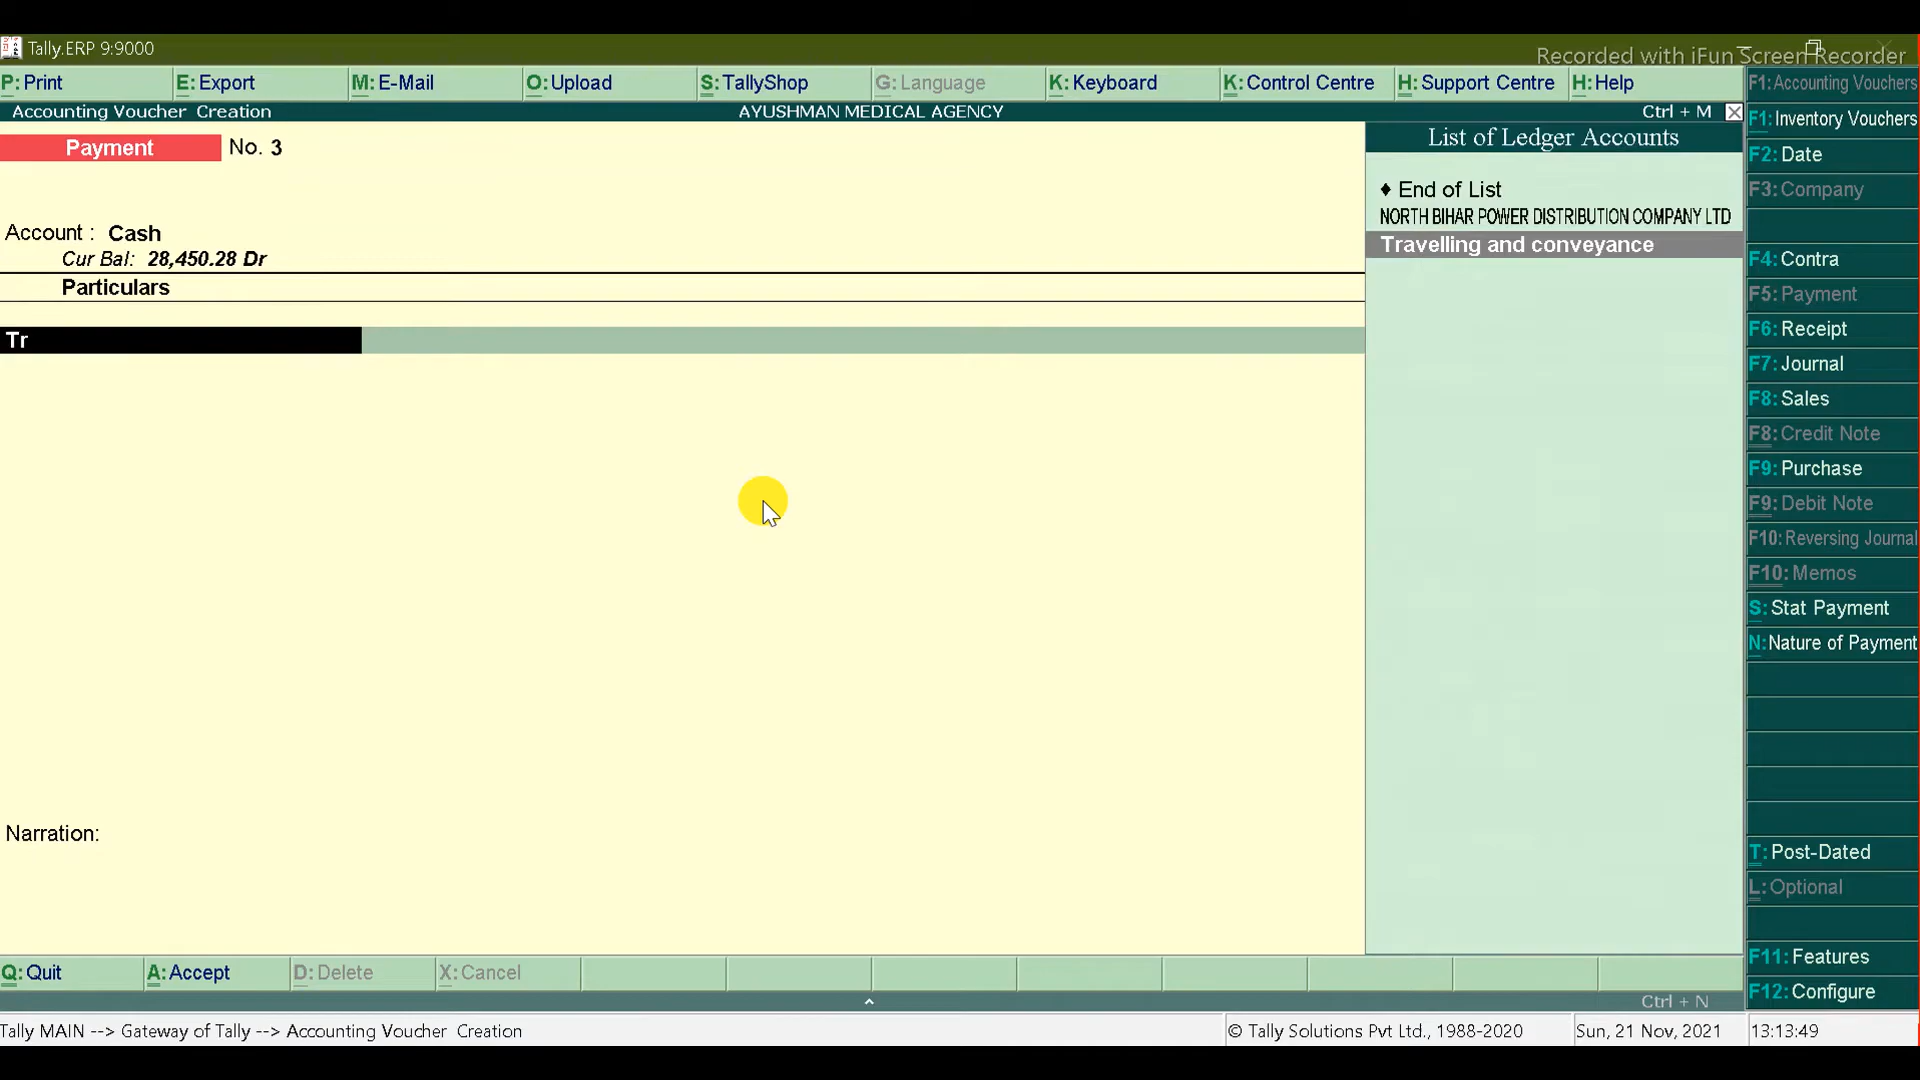 Tally.ERP 9:9000
Recorded with iFun Screen Recorder
P: Print E: Export M: E-Mail O: Upload S: TallyShop G: Language K: Keyboard K: Control Centre H: Support Centre H: Help
Accounting Voucher Creation AYUSHMAN MEDICAL AGENCY Ctrl + M
Payment No. 3
Account : Cash
Cur Bal: 28,450.28 Dr
Particulars
Tr
Narration:
List of Ledger Accounts
♦ End of List
NORTH BIHAR POWER DISTRIBUTION COMPANY LTD
Travelling and conveyance
F1: Accounting Vouchers
F1: Inventory Vouchers
F2: Date
F3: Company
F4: Contra
F5: Payment
F6: Receipt
F7: Journal
F8: Sales
F8: Credit Note
F9: Purchase
F9: Debit Note
F10: Reversing Journal
F10: Memos
S: Stat Payment
N: Nature of Payment
T: Post-Dated
L: Optional
F11: Features
F12: Configure
Q: Quit A: Accept D: Delete X: Cancel
Ctrl + N
Tally MAIN --> Gateway of Tally --> Accounting Voucher Creation © Tally Solutions Pvt Ltd., 1988-2020 Sun, 21 Nov, 2021 13:13:49